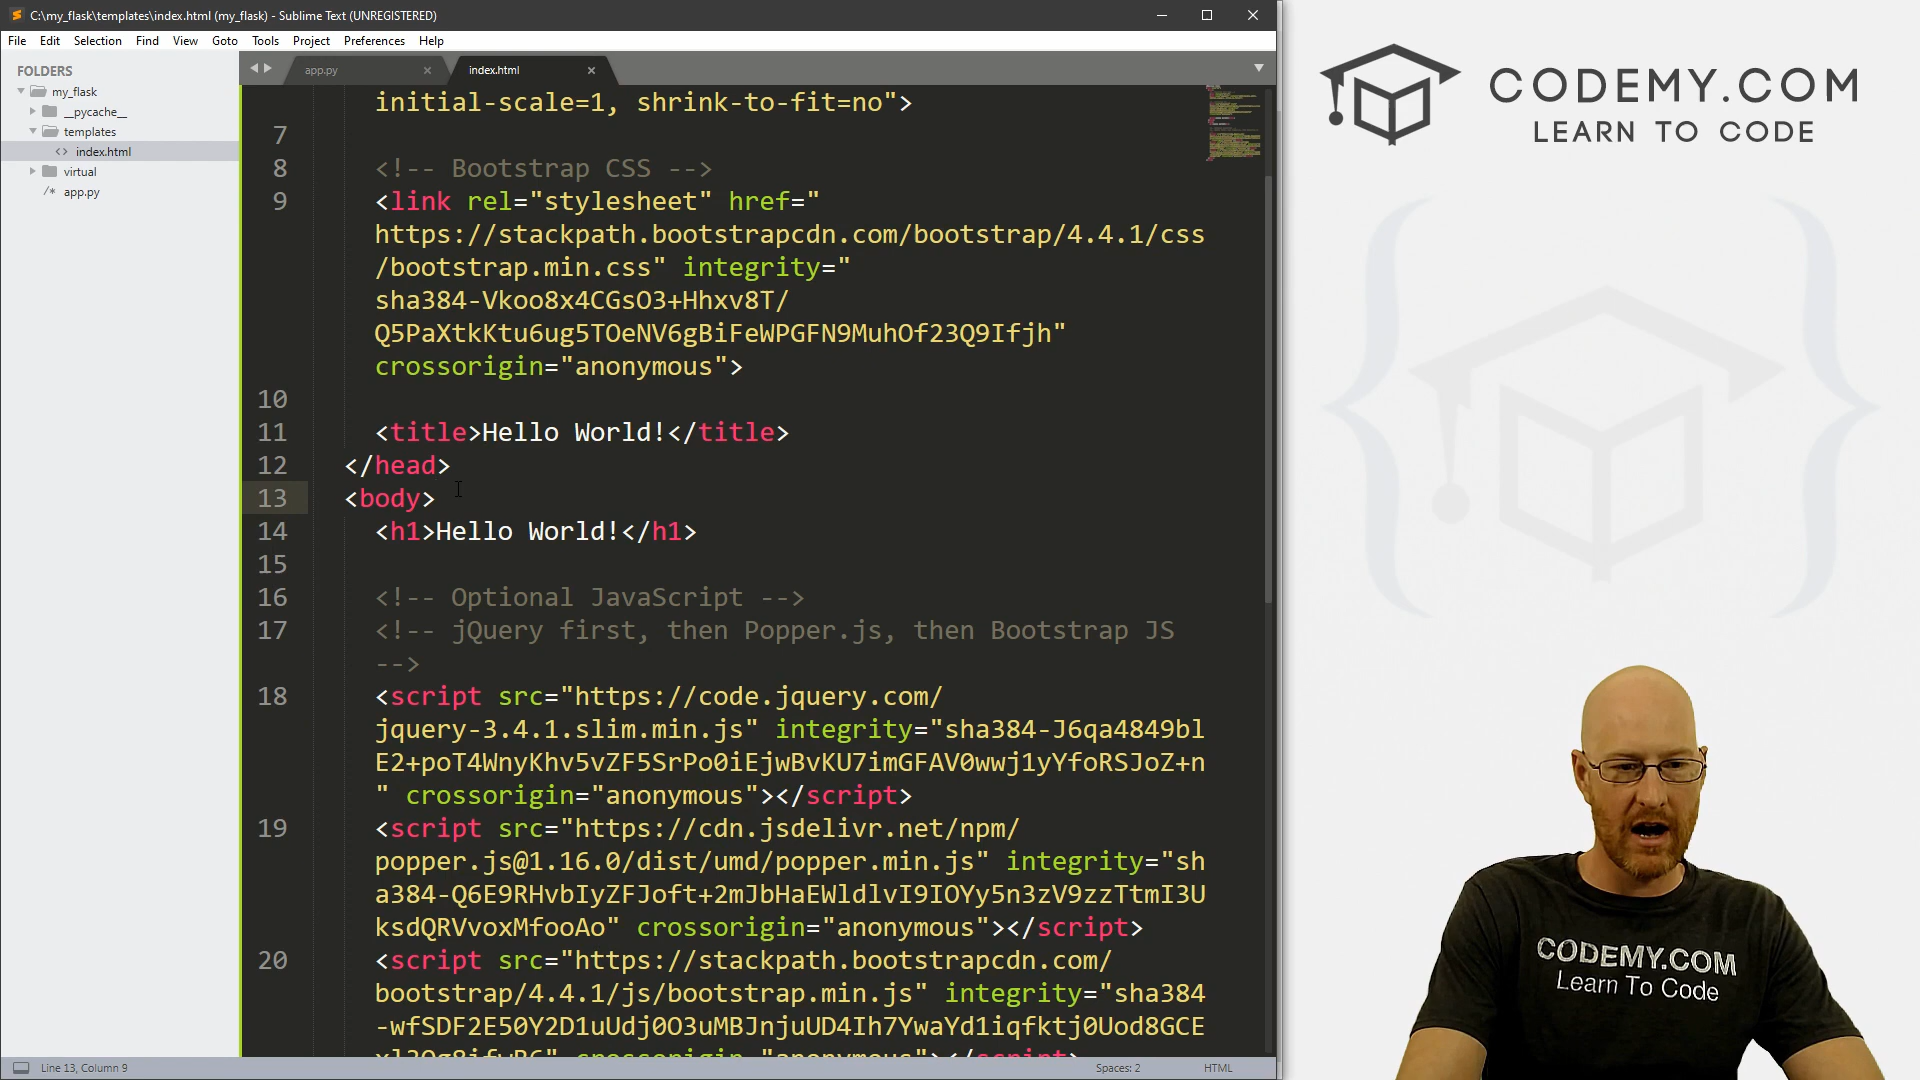 C:\my_flask\templates\index.html (my_flask) - Sublime Text (UNREGISTERED)
File Edit Selection Find View Goto Tools Project Preferences Help
FOLDERS
my_flask
__pycache__
templates
<> index.html
virtual
/* app.py
app.py
index.html
initial-scale=1, shrink-to-fit=no">
7
8 <!-- Bootstrap CSS -->
9 <link rel="stylesheet" href="
https://stackpath.bootstrapcdn.com/bootstrap/4.4.1/css
/bootstrap.min.css" integrity="
sha384-Vkoo8x4CGsO3+Hhxv8T/
Q5PaXtkKtu6ug5TOeNV6gBiFeWPGFN9MuhOf23Q9Ifjh"
crossorigin="anonymous">
10
11 <title>Hello World!</title>
12 </head>
13 <body>
14 <h1>Hello World!</h1>
15
16 <!-- Optional JavaScript -->
17 <!-- jQuery first, then Popper.js, then Bootstrap JS
-->
18 <script src="https://code.jquery.com/
jquery-3.4.1.slim.min.js" integrity="sha384-J6qa4849bl
E2+poT4WnyKhv5vZF5SrPo0iEjwBvKU7imGFAV0wwj1yYfoRSJoZ+n
" crossorigin="anonymous"></script>
19 <script src="https://cdn.jsdelivr.net/npm/
popper.js@1.16.0/dist/umd/popper.min.js" integrity="sh
a384-Q6E9RHvbIyZFJoft+2mJbHaEWldlvI9IOYy5n3zV9zzTtmI3U
ksdQRVvoxMfooAo" crossorigin="anonymous"></script>
20 <script src="https://stackpath.bootstrapcdn.com/
bootstrap/4.4.1/js/bootstrap.min.js" integrity="sha384
-wfSDF2E50Y2D1uUdj0O3uMBJnjuUD4Ih7YwaYd1iqfktj0Uod8GCE
Line 13, Column 9
Spaces: 2
HTML
CODEMY.COM
LEARN TO CODE
CODEMY.COM
Learn To Code